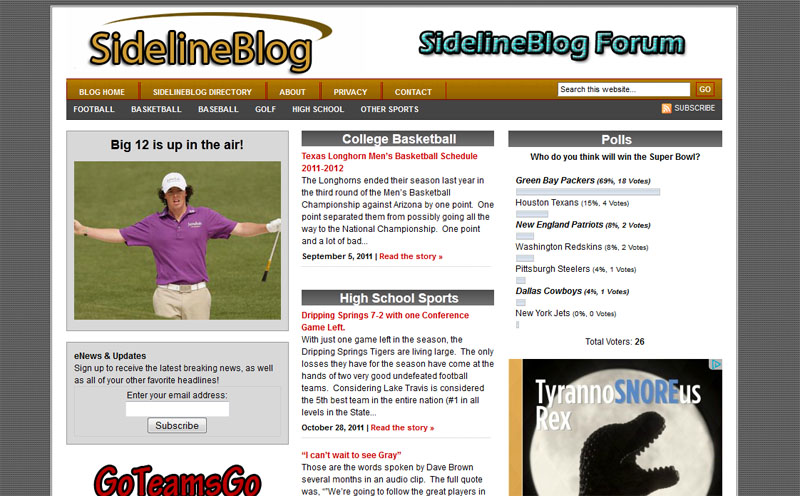 SidelineBlog
SidelineBlog Forum
BLOG HOME
SIDELINEBLOG DIRECTORY
ABOUT
PRIVACY
CONTACT
Search this website...
GO
FOOTBALL
BASKETBALL
BASEBALL
GOLF
HIGH SCHOOL
OTHER SPORTS
SUBSCRIBE
Big 12 is up in the air!
eNews & Updates
Sign up to receive the latest breaking news, as well
as all of your other favorite headlines!
Enter your email address:
Subscribe
GoTeamsGo
College Basketball
Texas Longhorn Men's Basketball Schedule
2011-2012
The Longhorns ended their season last year in
the third round of the Men's Basketball
Championship against Arizona by one point. One
point separated them from possibly going all the
way to the National Championship. One point
and a lot of bad...
September 5, 2011 | Read the story »
High School Sports
Dripping Springs 7-2 with one Conference
Game Left.
With just one game left in the season, the
Dripping Springs Tigers are living large. The only
losses they have for the season have come at the
hands of two very good undefeated football
teams. Considering Lake Travis is considered
the 5th best team in the entire nation (#1 in all
levels in the State...
October 28, 2011 | Read the story »
“I can't wait to see Gray”
Those are the words spoken by Dave Brown
several months in an audio clip. The full quote
was, “”We're going to follow the great players in
Polls
Who do you think will win the Super Bowl?
Green Bay Packers (69%, 18 Votes)
Houston Texans (15%, 4 Votes)
New England Patriots (8%, 2 Votes)
Washington Redskins (8%, 2 Votes)
Pittsburgh Steelers (4%, 1 Votes)
Dallas Cowboys (4%, 1 Votes)
New York Jets (0%, 0 Votes)
Total Voters: 26
TyrannoSNOREus
Rex